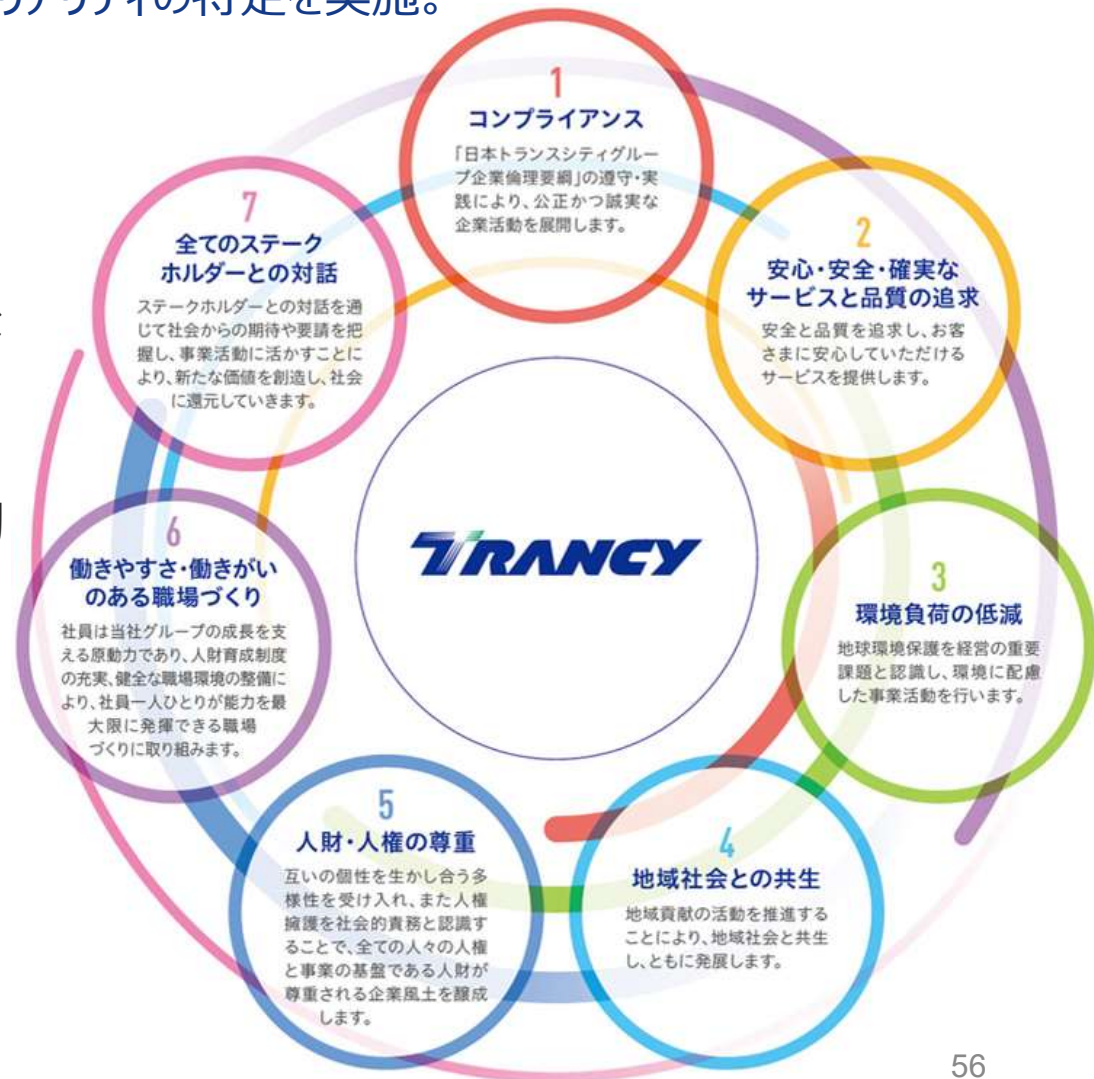 リアリティの特定を実施。
1
コンプライアンス
「日本トランスシティグルー
プ企業倫理要綱」の遵守・実
践により、公正かつ誠実な
企業活動を展開します。
2
安心・安全・確実な
サービスと品質の追求
安全と品質を追求し、お客
さまに安心していただける
サービスを提供します。
3
環境負荷の低減
地球環境保護を経営の重要
課題と認識し、環境に配慮
した事業活動を行います。
4
地域社会との共生
地域貢献の活動を推進する
ことにより、地域社会と共生
し、ともに発展します。
5
人財・人権の尊重
互いの個性を生かし合う多
様性を受け入れ、また人権
擁護を社会的責務と認識す
ることで、全ての人々の人権
と事業の基盤である人財が
尊重される企業風土を醸成
します。
6
働きやすさ・働きがい
のある職場づくり
社員は当社グループの成長を支
える原動力であり、人財育成制度
の充実、健全な職場環境の整備に
より、社員一人ひとりが能力を最
大限に発揮できる職場
づくりに取り組みます。
7
全てのステーク
ホルダーとの対話
ステークホルダーとの対話を通
じて社会からの期待や要請を把
握し、事業活動に活かすことに
より、新たな価値を創造し、社会
に還元していきます。
TRANCY
56